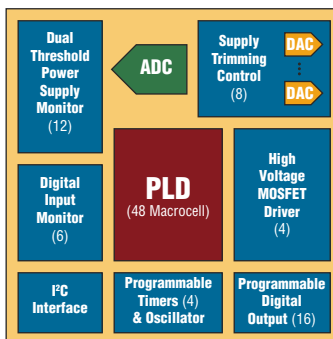 Dual
Threshold
Power
Supply
Monitor
(12)
ADC
Supply
Trimming
Control
(8)
DAC
DAC
Digital
Input
Monitor
(6)
PLD
(48 Macrocell)
High
Voltage
MOSFET
Driver
(4)
I²C
Interface
Programmable
Timers (4)
& Oscillator
Programmable
Digital
Output (16)